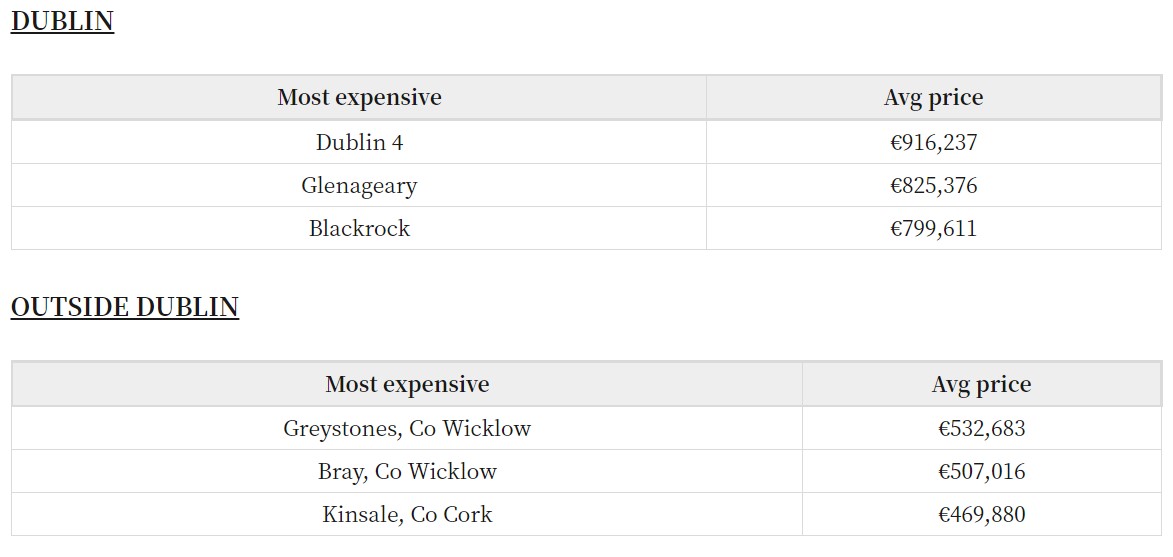 DUBLIN
Most expensive Avg price
Dublin 4 €916,237
Glenageary €825,376
Blackrock €799,611
OUTSIDE DUBLIN
Most expensive Avg price
Greystones, Co Wicklow €532,683
Bray, Co Wicklow €507,016
Kinsale, Co Cork €469,880